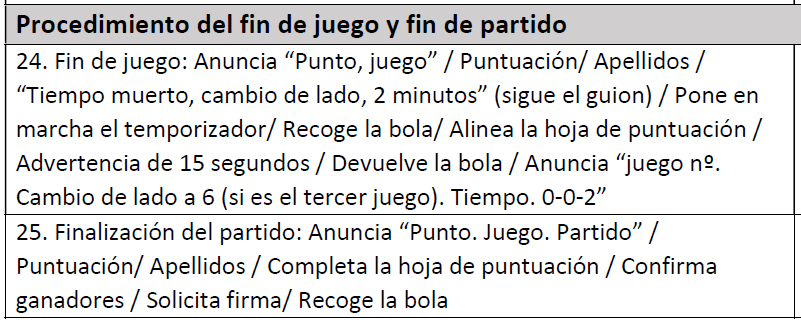 Procedimiento del fin de juego y fin de partido
24. Fin de juego: Anuncia “Punto, juego” / Puntuación/ Apellidos /
“Tiempo muerto, cambio de lado, 2 minutos” (sigue el guion) / Pone en
marcha el temporizador/ Recoge la bola/ Alinea la hoja de puntuación /
Advertencia de 15 segundos / Devuelve la bola / Anuncia “juego nº.
Cambio de lado a 6 (si es el tercer juego). Tiempo. 0-0-2”
25. Finalización del partido: Anuncia “Punto. Juego. Partido” /
Puntuación/ Apellidos / Completa la hoja de puntuación / Confirma
ganadores / Solicita firma/ Recoge la bola